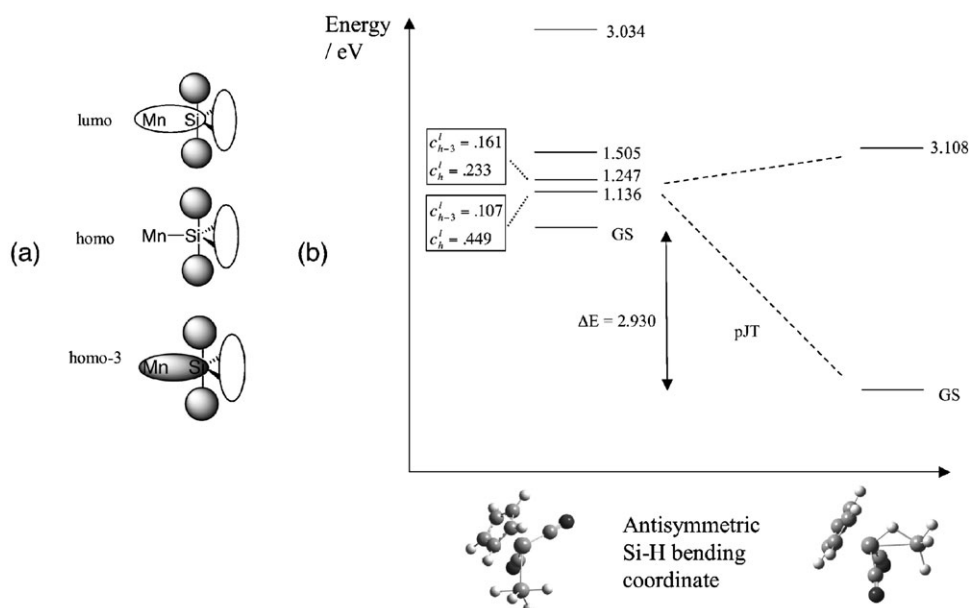 (a)
lumo
Mn Si
homo
Mn Si
homo-3
Mn Si
(b)
Energy
/ eV
3.034
c^l_{h-3} = .161
c^l_h = .233
c^l_{h-3} = .107
c^l_h = .449
1.505
1.247
1.136
GS
3.108
ΔE = 2.930
pJT
GS
Antisymmetric
Si-H bending
coordinate